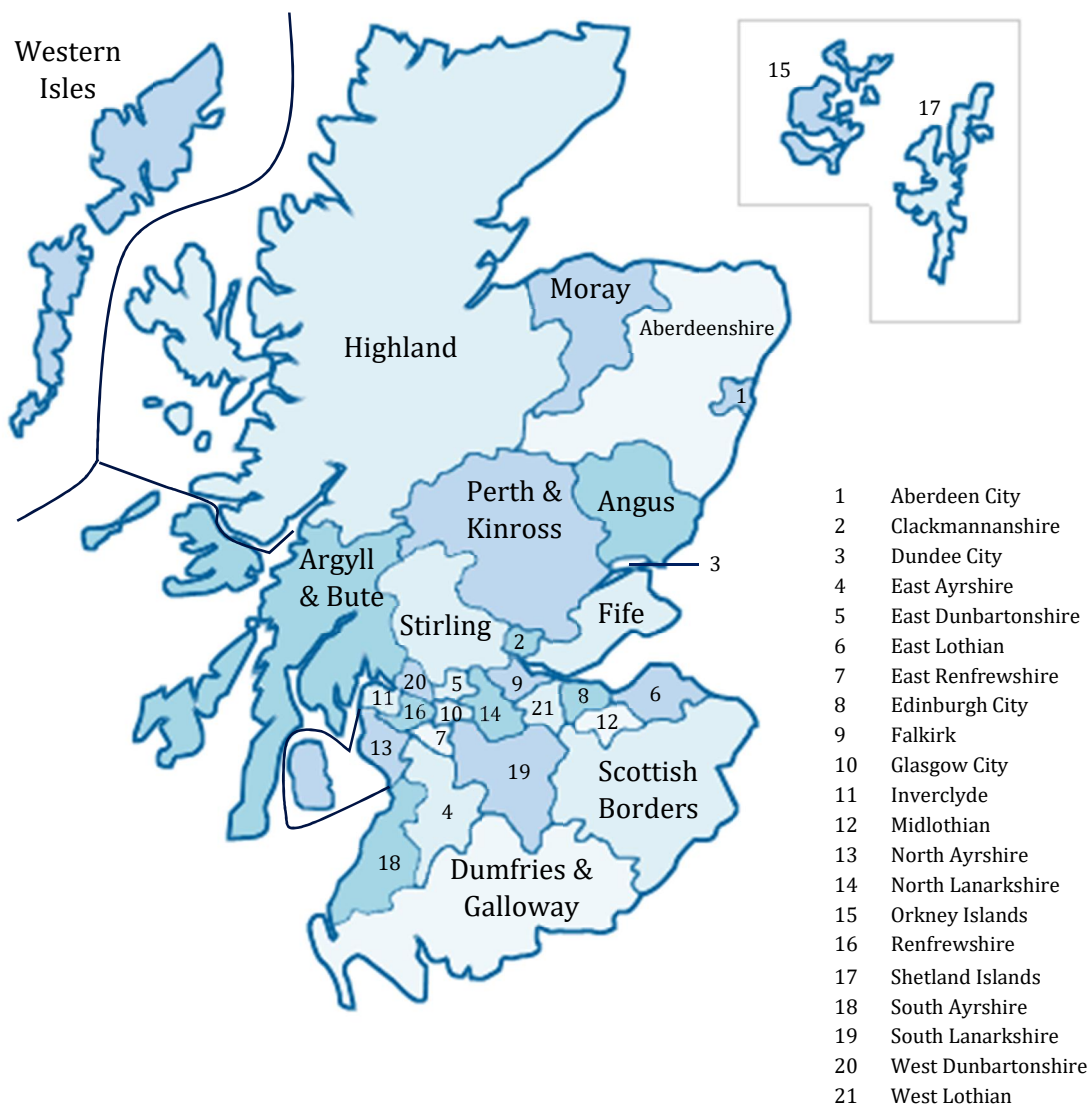 Western
Isles
15
17
Moray
Aberdeenshire
Highland
1
Perth &
Kinross
Angus
3
Argyll
& Bute
Fife
Stirling
2
20
5
9
6
11
8
16
10
14
21
12
7
13
19
Scottish
Borders
4
18
Dumfries &
Galloway
1 Aberdeen City
2 Clackmannanshire
3 Dundee City
4 East Ayrshire
5 East Dunbartonshire
6 East Lothian
7 East Renfrewshire
8 Edinburgh City
9 Falkirk
10 Glasgow City
11 Inverclyde
12 Midlothian
13 North Ayrshire
14 North Lanarkshire
15 Orkney Islands
16 Renfrewshire
17 Shetland Islands
18 South Ayrshire
19 South Lanarkshire
20 West Dunbartonshire
21 West Lothian